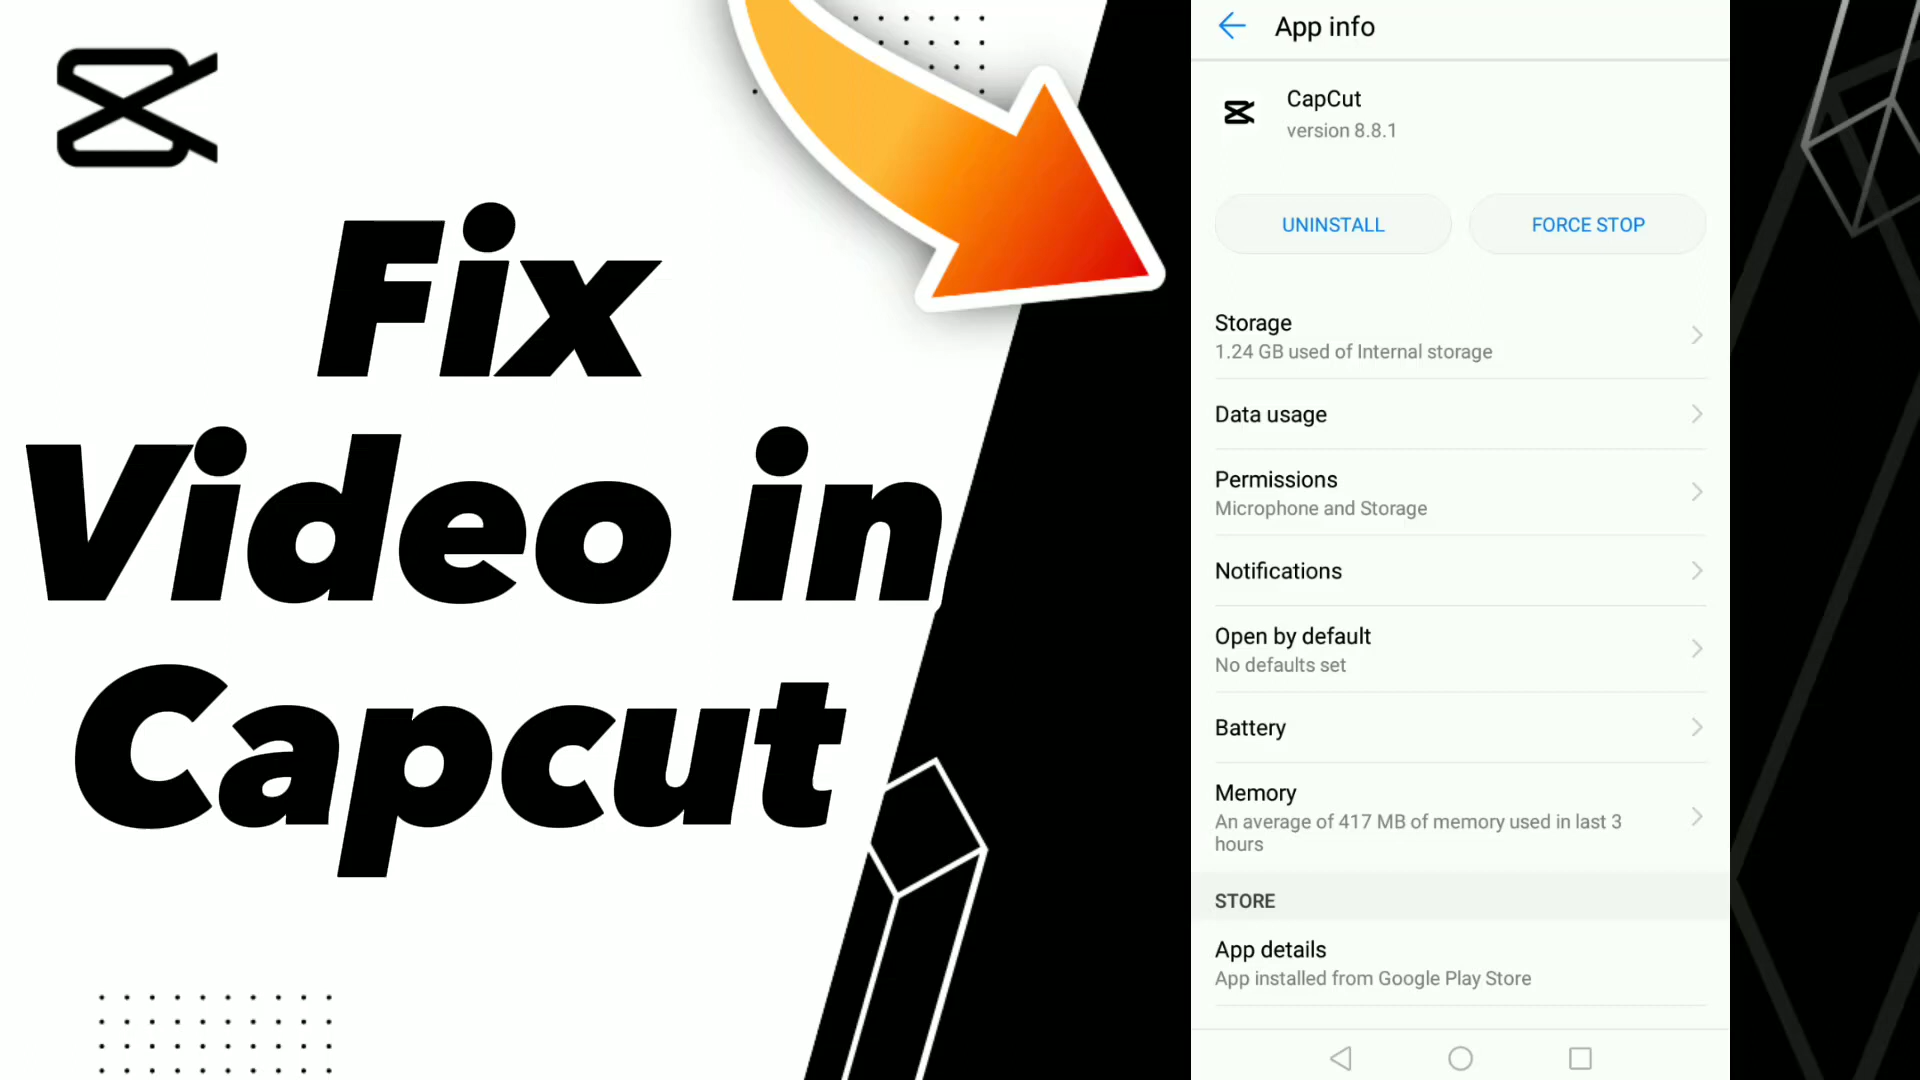 Fix
Video in
Capcut
App info
CapCut
version 8.8.1
UNINSTALL
FORCE STOP
Storage
1.24 GB used of Internal storage
Data usage
Permissions
Microphone and Storage
Notifications
Open by default
No defaults set
Battery
Memory
An average of 417 MB of memory used in last 3
hours
STORE
App details
App installed from Google Play Store